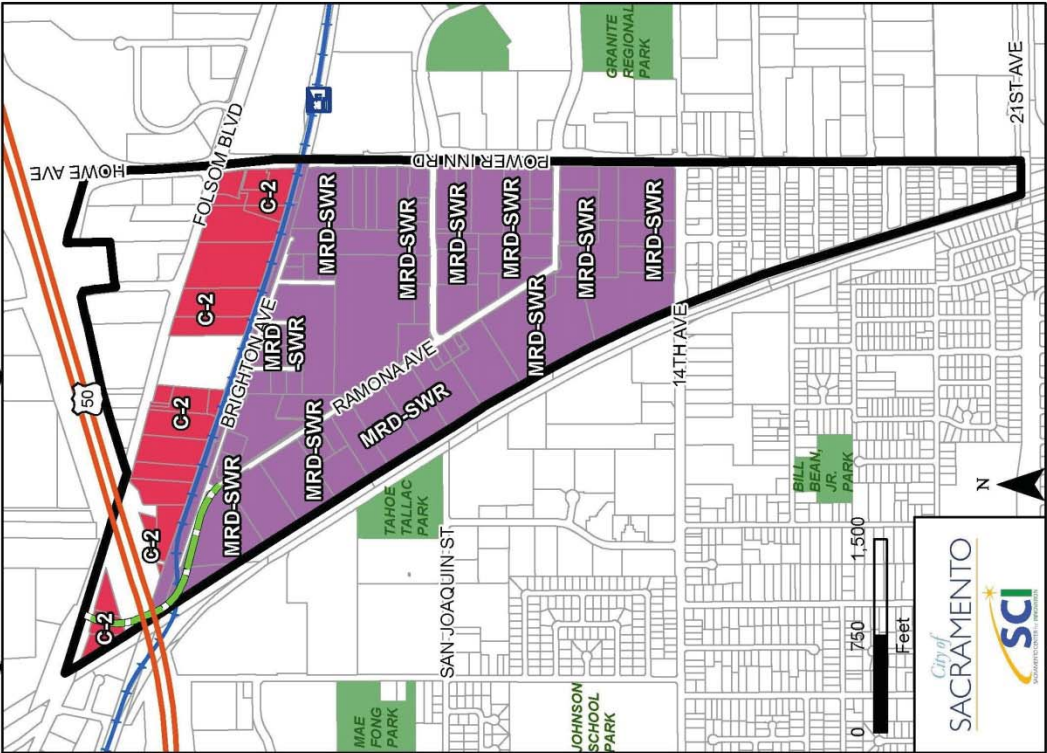 50
HOWE AVE
FOLSOM BLVD
C-2
C-2
C-2
C-2
C-2
BRIGHTON AVE
MRD-SWR
MRD
-SWR
MRD-SWR
MRD-SWR
MRD-SWR
MRD-SWR
MRD-SWR
MRD-SWR
MRD-SWR
MRD-SWR
MRD-SWR
RAMONA AVE
POWER INN RD
GRANITE
REGIONAL
PARK
TAHOE
TALLAC
PARK
SAN JOAQUIN ST
14TH AVE
21ST AVE
MAE
FONG
PARK
JOHNSON
SCHOOL
PARK
BILL
BEAN,
JR.
PARK
N
0 750 1,500
Feet
City of
SACRAMENTO
SCI